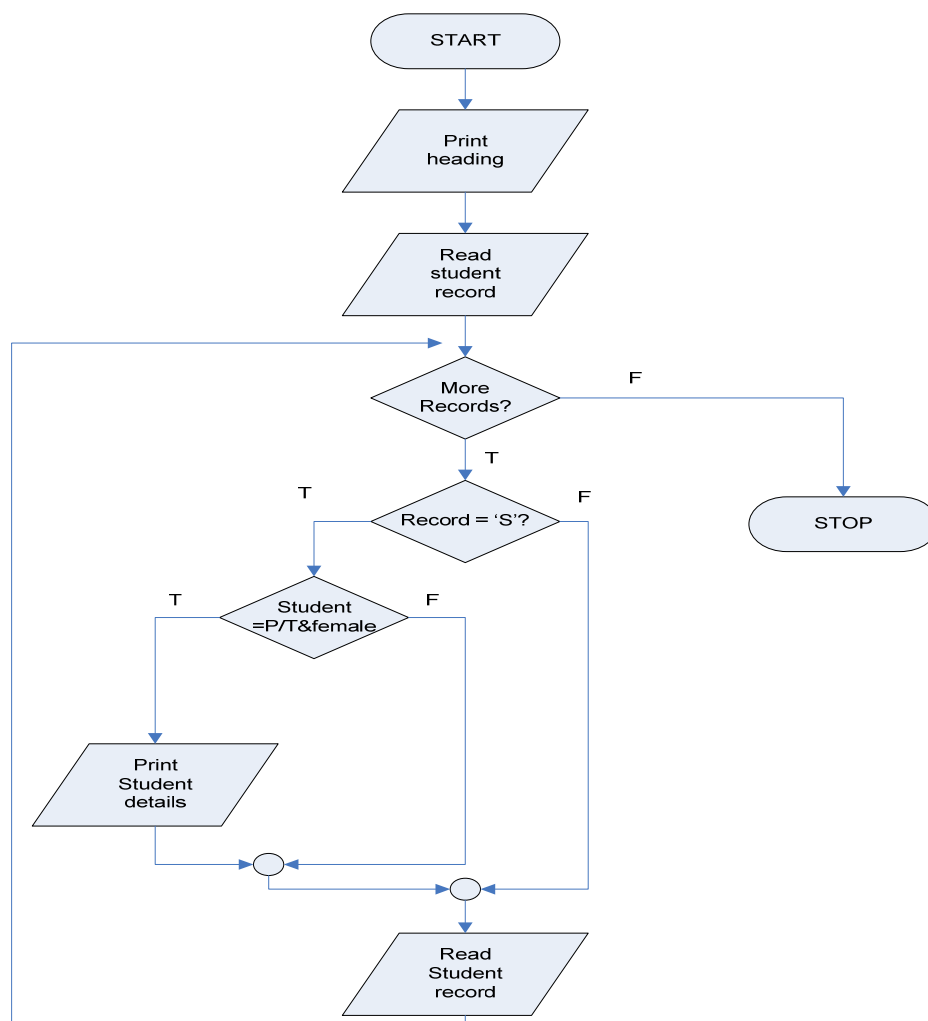 START
Print
heading
Read
student
record
More
Records?
F
T
T
Record = ‘S’?
F
STOP
T
Student
=P/T&female
F
Print
Student
details
Read
Student
record